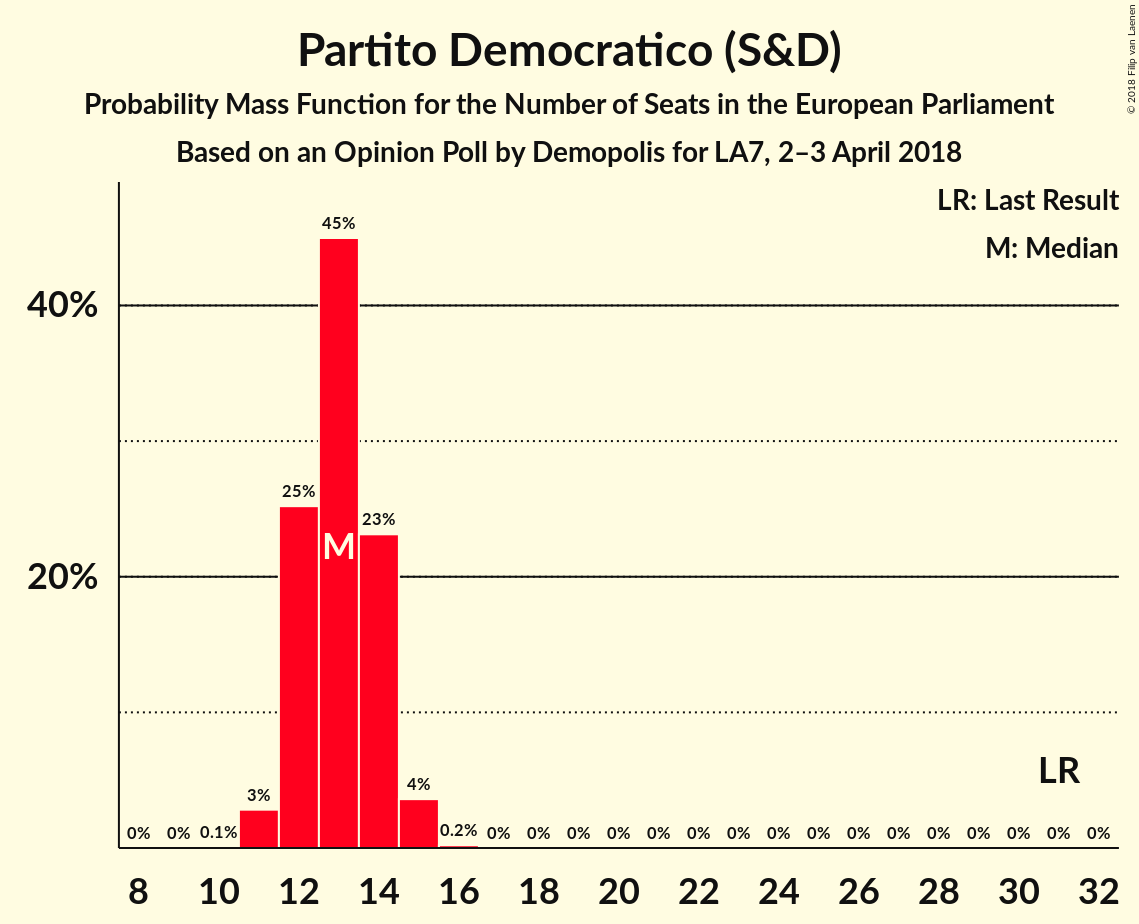 Partito Democratico (S&D)
Probability Mass Function for the Number of Seats in the European Parliament
Based on an Opinion Poll by Demopolis for LA7, 2–3 April 2018
© 2018 Filip van Laenen
LR: Last Result
M: Median
45%
40%
25%
23%
M
20%
LR
0% 0% 0.1% 3% 4% 0.2% 0% 0% 0% 0% 0% 0% 0% 0% 0% 0% 0% 0% 0% 0% 0% 0%
8 10 12 14 16 18 20 22 24 26 28 30 32